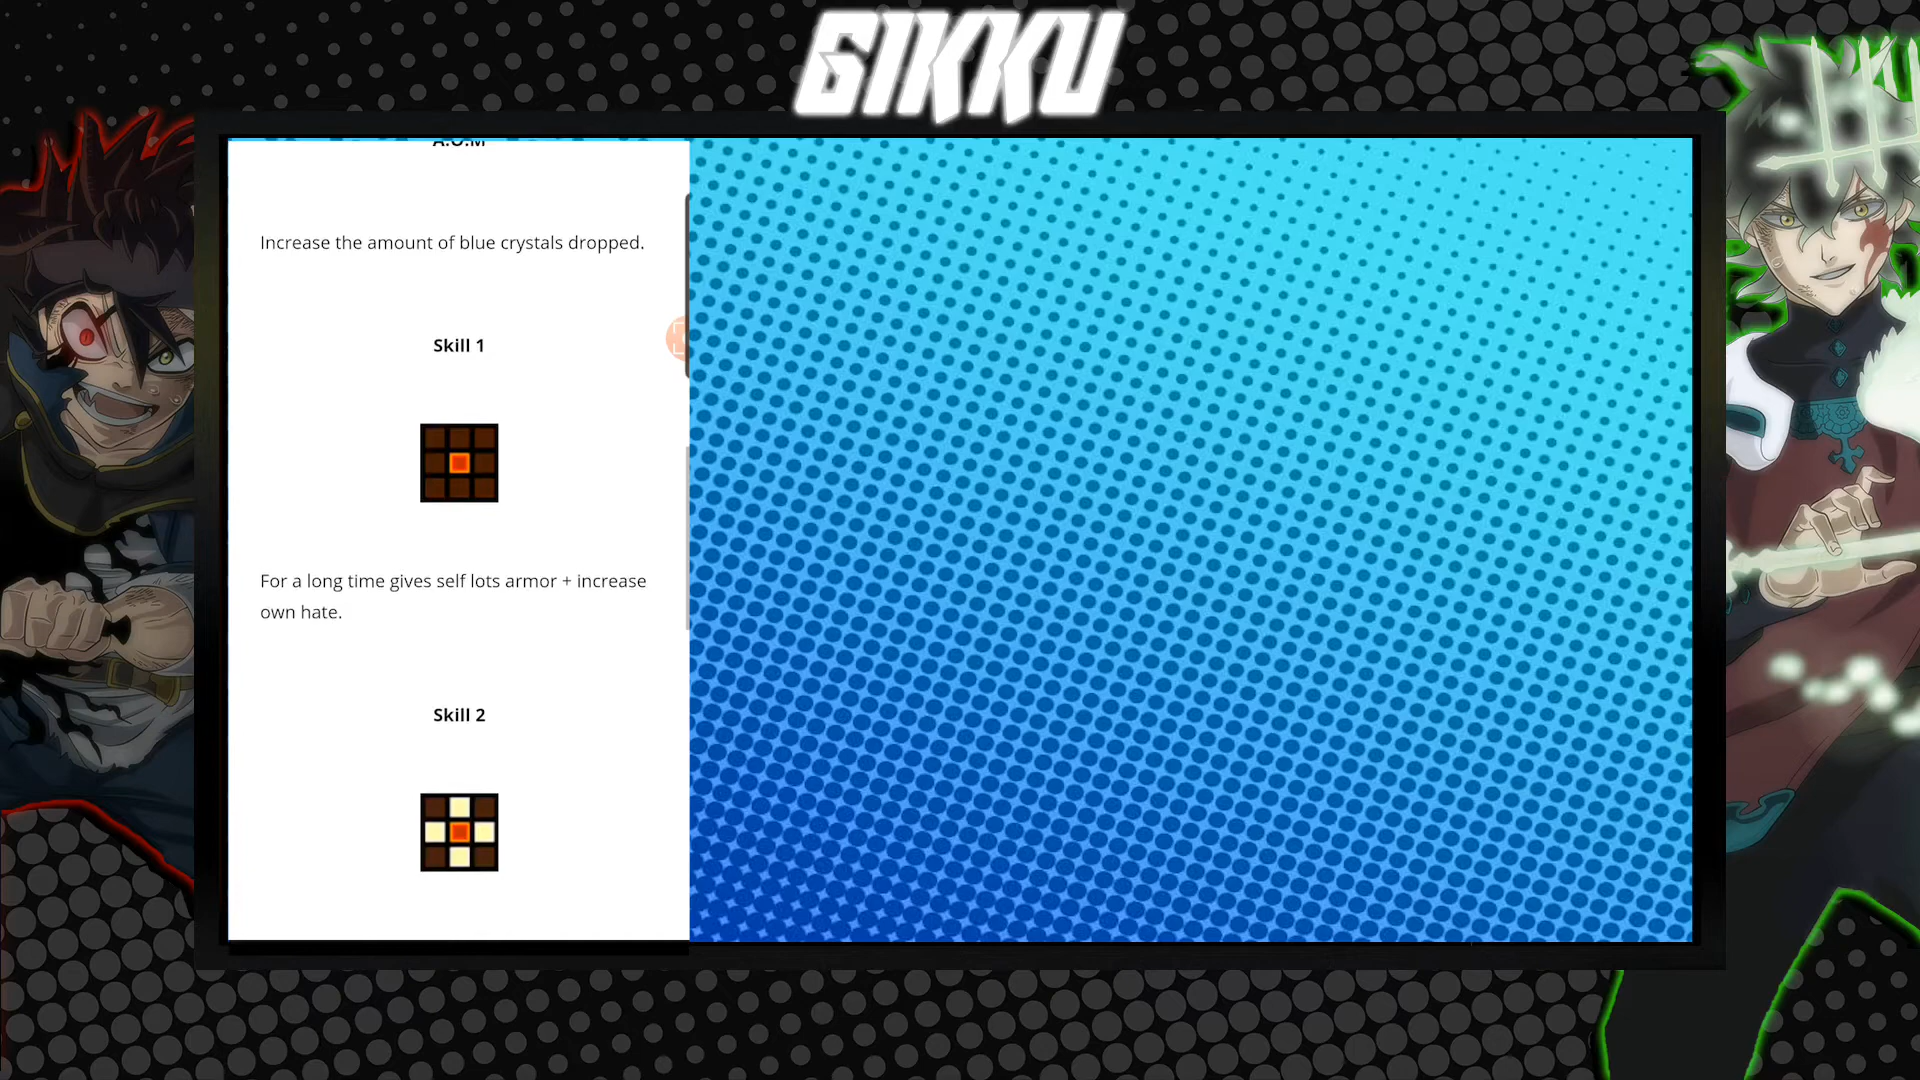 GIKKU
A.O.M
Increase the amount of blue crystals dropped.
Skill 1
For a long time gives self lots armor + increase
own hate.
Skill 2